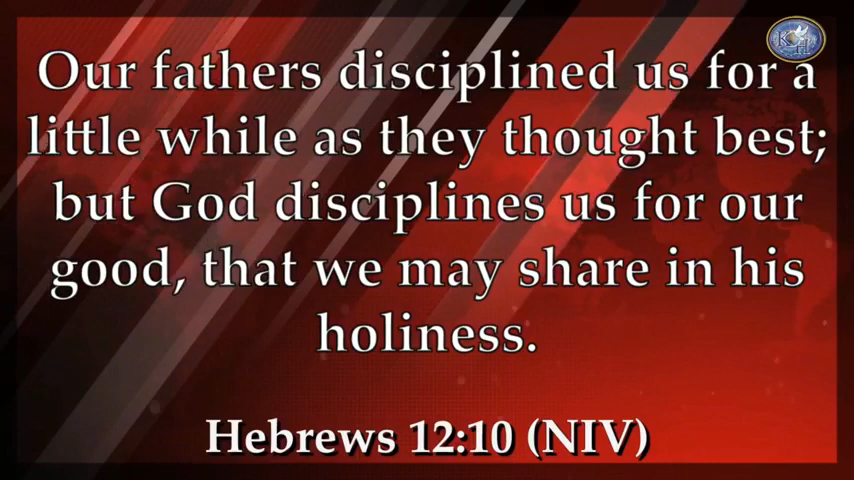 Our fathers disciplined us for a
little while as they thought best;
but God disciplines us for our
good, that we may share in his
holiness.
Hebrews 12:10 (NIV)